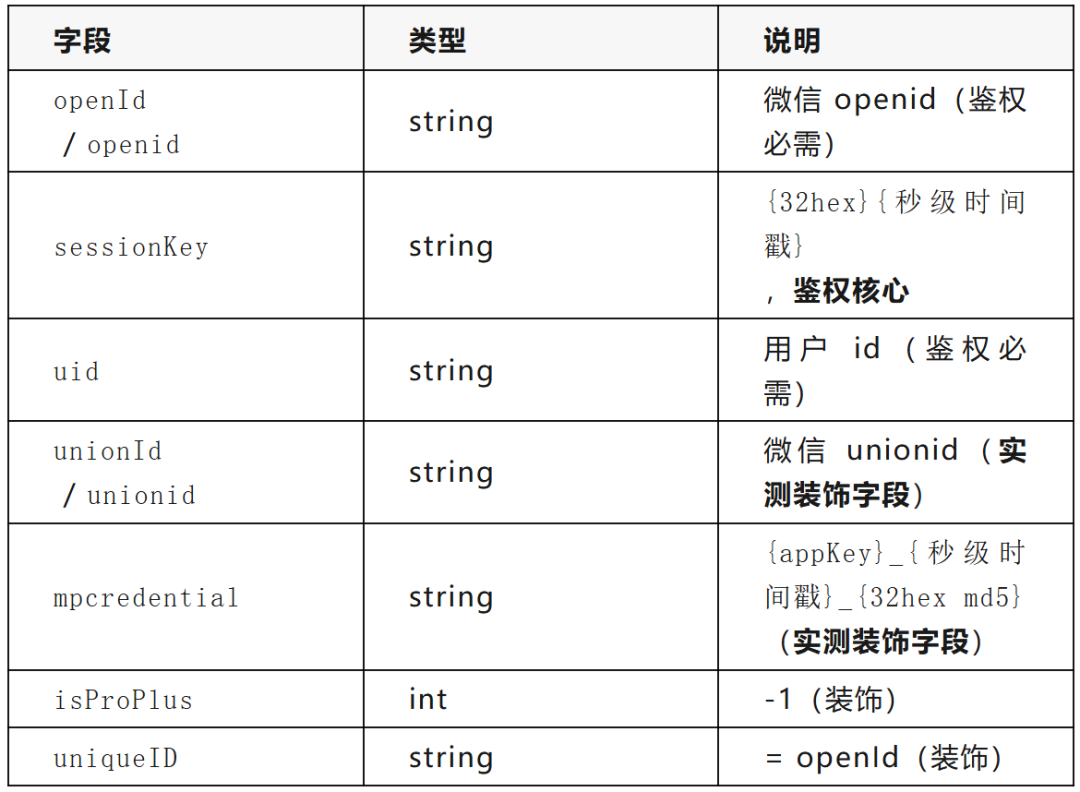 字段 类型 说明
openId
/ openid
string
微信 openid（鉴权
必需）
sessionKey
string
{32hex}{秒级时间
戳}
，鉴权核心
uid
string
用户 id（鉴权必
需）
unionId
/ unionid
string
微信 unionid（实
测装饰字段）
mpcredential
string
{appKey}_{秒级时
间戳}_{32hex md5}
（实测装饰字段）
isProPlus int -1（装饰）
uniqueID string = openId（装饰）